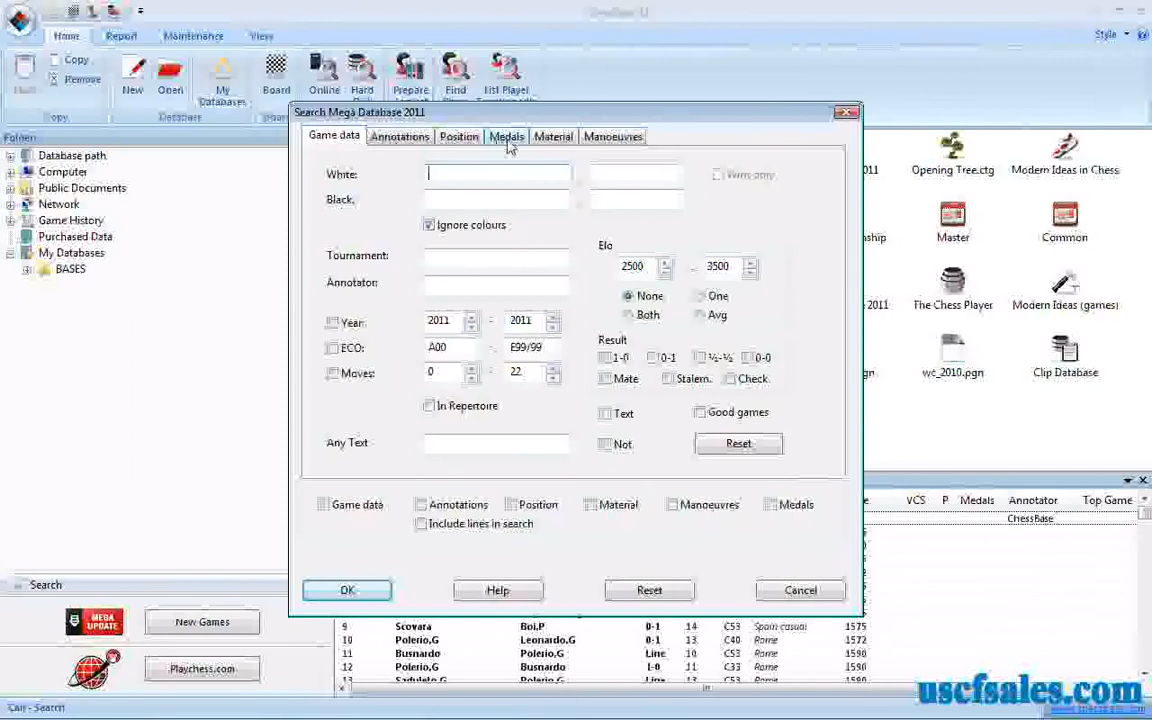 Home Report Maintenance View
Style
Copy
Remove
New
Open
My Databases
Board
Online
Prepare
Find
List Player
Copy
Database
Folders
Database path
Computer
Public Documents
Network
Game History
Purchased Data
My Databases
BASES
Search Mega Database 2011
Game data Annotations Position Medals Material Manoeuvres
White:
Black,
Ignore colours
Tournament:
Annotator:
Year: 2011 - 2011
ECO: A00 - E99/99
Moves: 0 - 22
In Repertoire
Any Text
Elo
2500 - 3500
None One
Both Avg
Result
1-0 0-1 ½-½ 0-0
Mate Stalem. Check.
Text Good games
Not Reset
Game data Annotations Position Material Manoeuvres Medals
Include lines in search
OK Help Reset Cancel
011 Opening Tree.ctg Modern Ideas in Chess
Master Common
2011 The Chess Player Modern Ideas (games)
wc_2010.pgn Clip Database
VCS P Medals Annotator Top Game
ChessBase
Search
New Games
MEGA UPDATE
Playchess.com
9 Scovara Boi,P 0-1 14 C53 Spain casual 1575
10 Polerio,G Leonardo,G 0-1 13 C40 Rome 1572
11 Busnardo Polerio,G Line 10 C53 Rome 1590
12 Polerio,G Busnardo 1-0 11 C33 Rome 1590
uscfsales.com